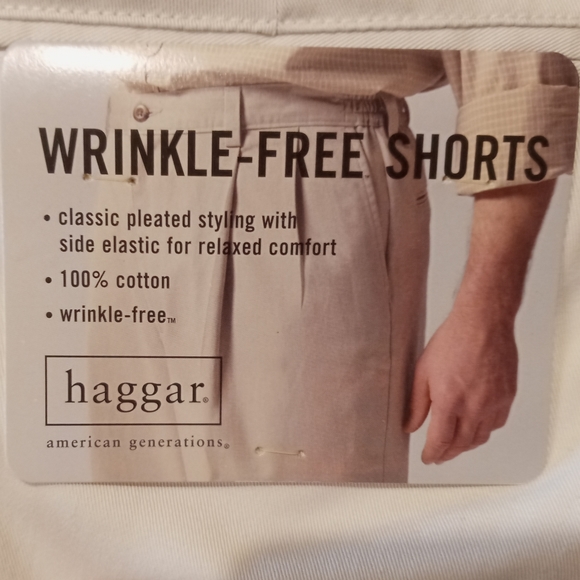 WRINKLE-FREE SHORTS
• classic pleated styling with
side elastic for relaxed comfort
• 100% cotton
• wrinkle-free™
haggar®
american generations®